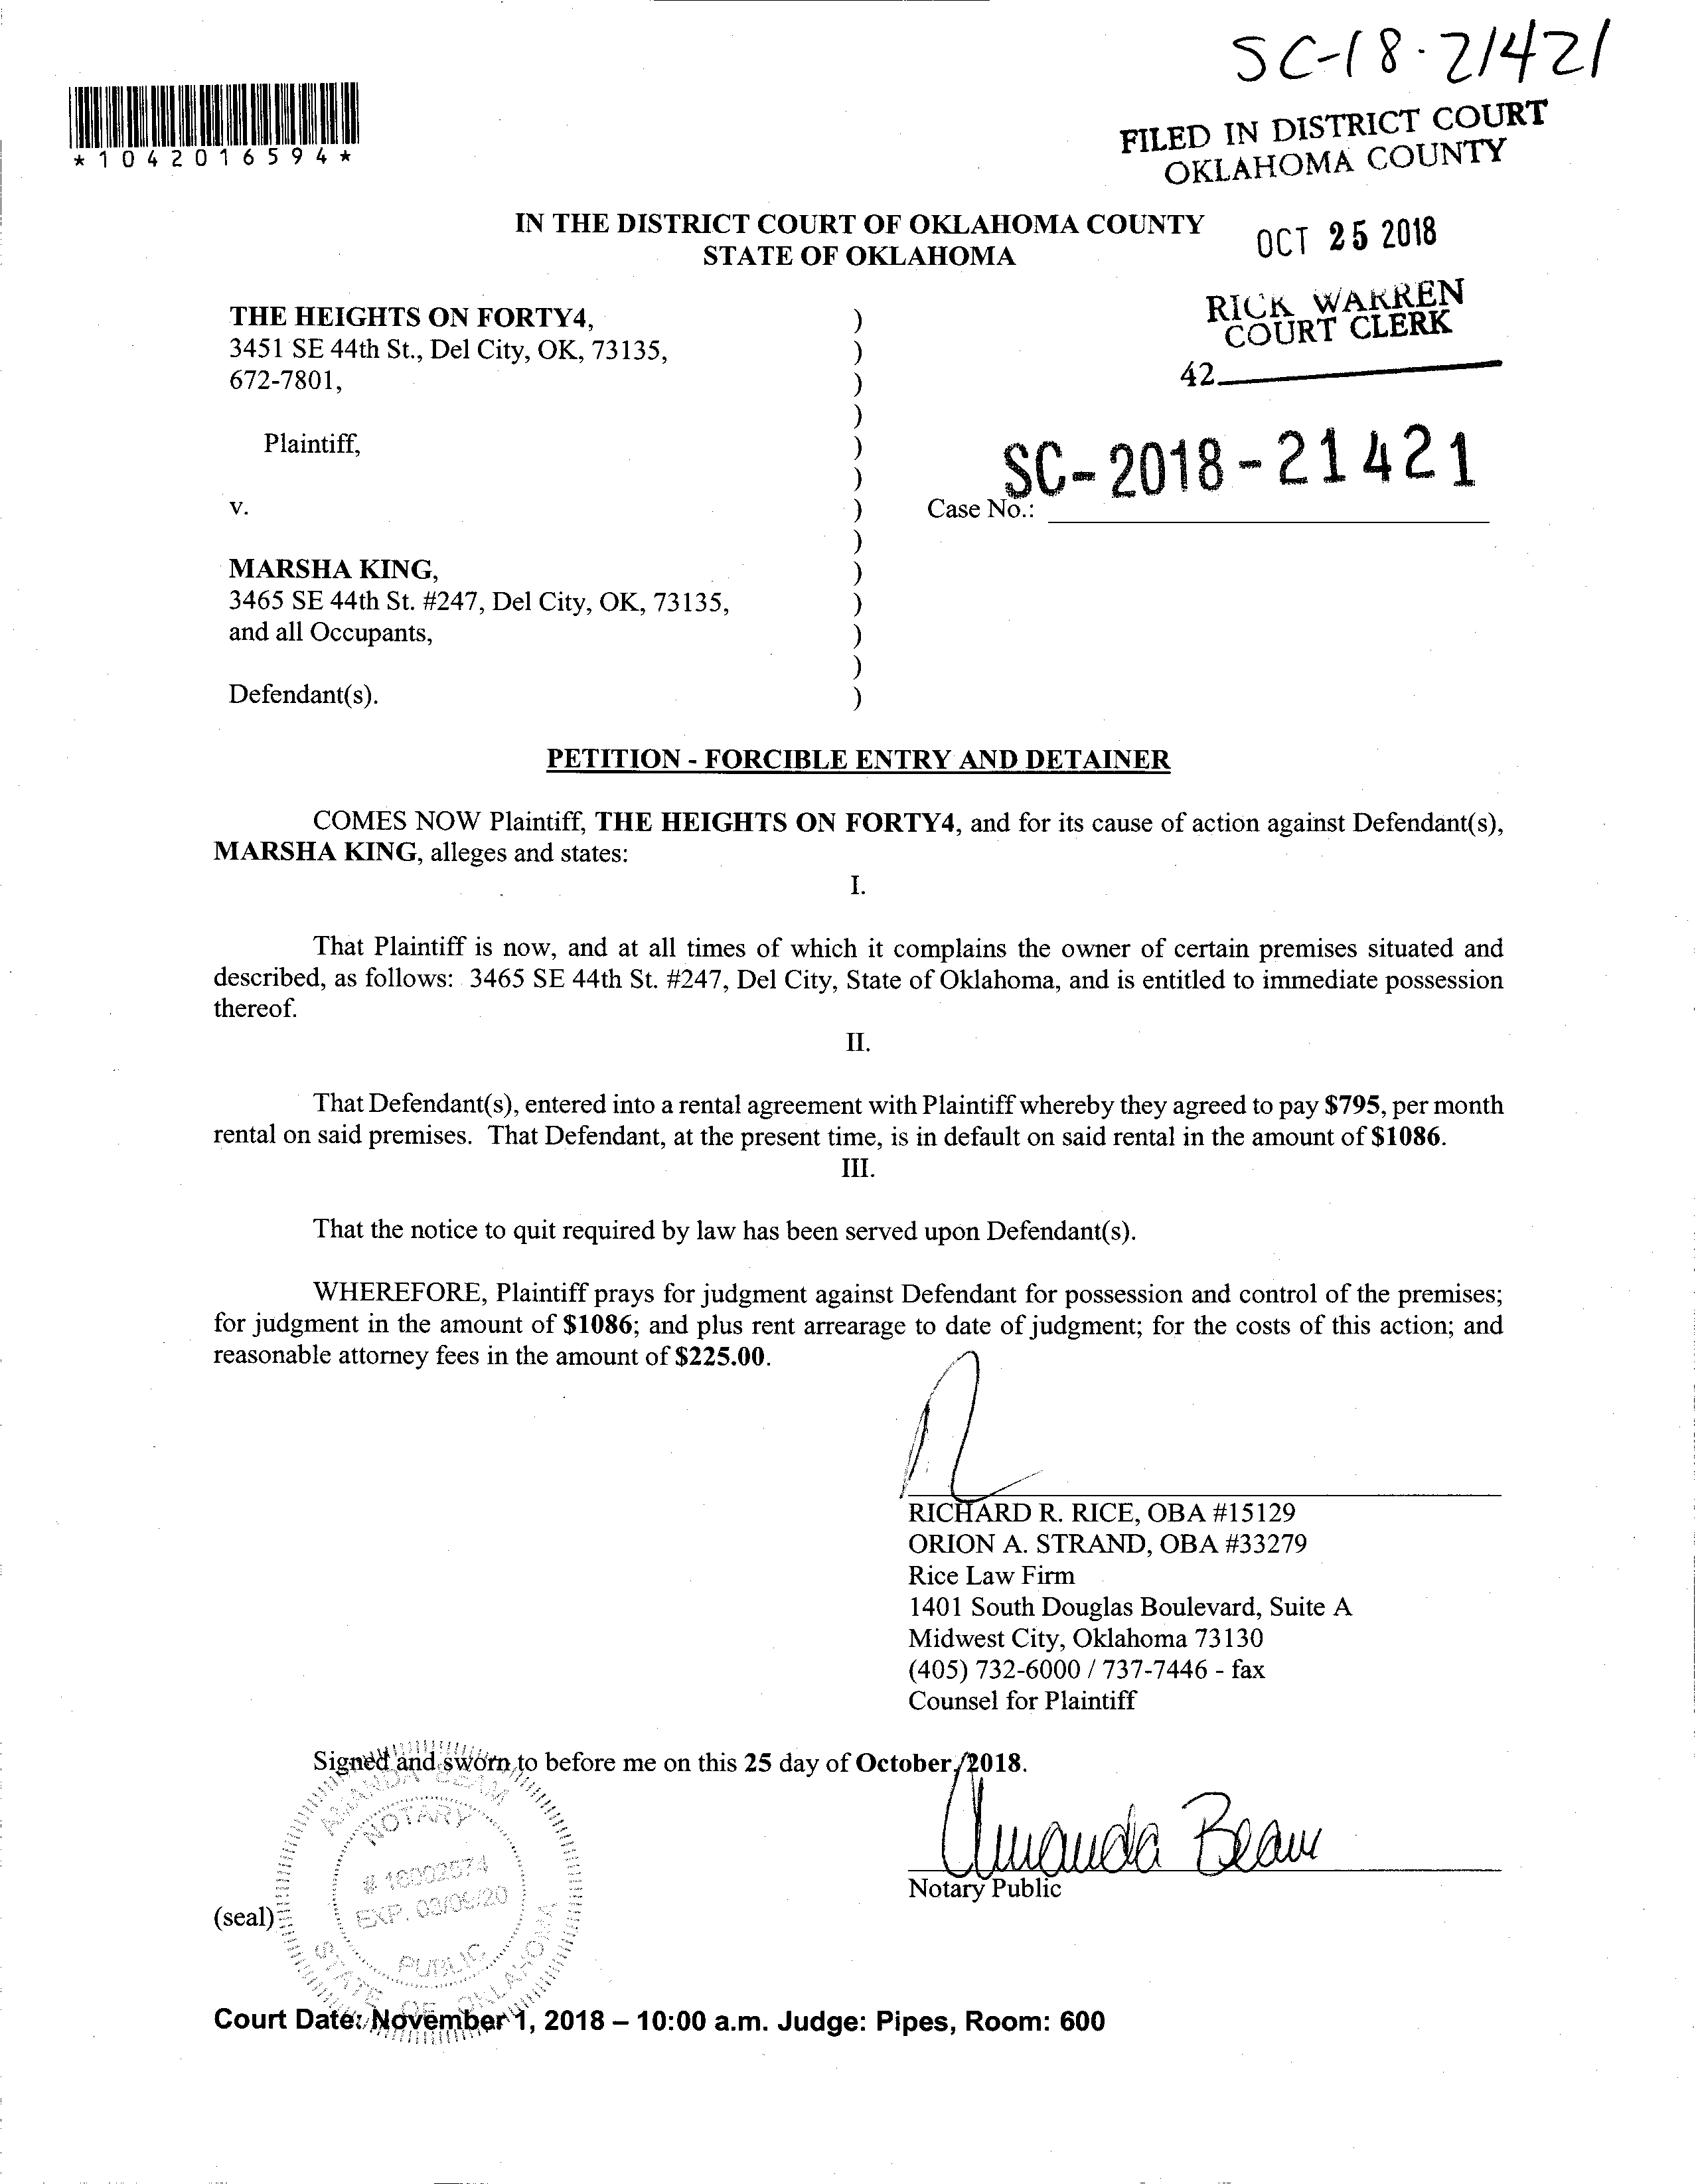 SC-18-21421
*1042016594*
FILED IN DISTRICT COURT
OKLAHOMA COUNTY
IN THE DISTRICT COURT OF OKLAHOMA COUNTY
STATE OF OKLAHOMA
OCT 25 2018
RICK WARREN
COURT CLERK
42
THE HEIGHTS ON FORTY4, )
3451 SE 44th St., Del City, OK, 73135, )
672-7801, )
)
Plaintiff, )
)
SC-2018-21421
v. ) Case No.:
)
MARSHA KING, )
3465 SE 44th St. #247, Del City, OK, 73135, )
and all Occupants, )
)
Defendant(s). )
PETITION - FORCIBLE ENTRY AND DETAINER
COMES NOW Plaintiff, THE HEIGHTS ON FORTY4, and for its cause of action against Defendant(s),
MARSHA KING, alleges and states:
I.
That Plaintiff is now, and at all times of which it complains the owner of certain premises situated and
described, as follows: 3465 SE 44th St. #247, Del City, State of Oklahoma, and is entitled to immediate possession
thereof.
II.
That Defendant(s), entered into a rental agreement with Plaintiff whereby they agreed to pay $795, per month
rental on said premises. That Defendant, at the present time, is in default on said rental in the amount of $1086.
III.
That the notice to quit required by law has been served upon Defendant(s).
WHEREFORE, Plaintiff prays for judgment against Defendant for possession and control of the premises;
for judgment in the amount of $1086; and plus rent arrearage to date of judgment; for the costs of this action; and
reasonable attorney fees in the amount of $225.00.
RICHARD R. RICE, OBA #15129
ORION A. STRAND, OBA #33279
Rice Law Firm
1401 South Douglas Boulevard, Suite A
Midwest City, Oklahoma 73130
(405) 732-6000 / 737-7446 - fax
Counsel for Plaintiff
Signed and sworn to before me on this 25 day of October, 2018.
AMANDA BEAM
NOTARY
EXP.
PUBLIC
STATE OF OKLAHOMA
Amanda Beam
Notary Public
(seal)
Court Date: November 1, 2018 – 10:00 a.m. Judge: Pipes, Room: 600